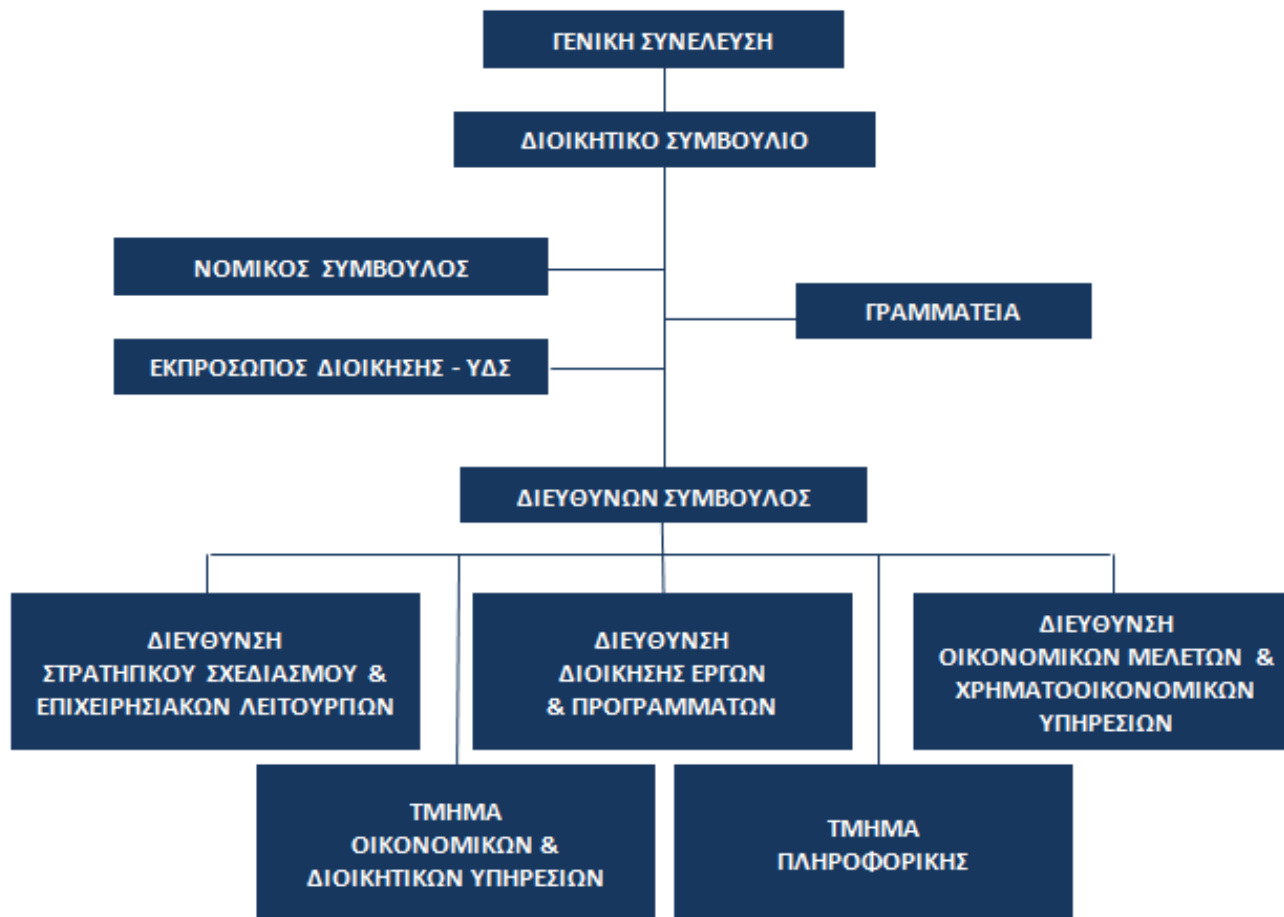 ΓΕΝΙΚΗ ΣΥΝΕΛΕΥΣΗ
ΔΙΟΙΚΗΤΙΚΟ ΣΥΜΒΟΥΛΙΟ
ΝΟΜΙΚΟΣ ΣΥΜΒΟΥΛΟΣ
ΓΡΑΜΜΑΤΕΙΑ
ΕΚΠΡΟΣΩΠΟΣ ΔΙΟΙΚΗΣΗΣ - ΥΔΣ
ΔΙΕΥΘΥΝΩΝ ΣΥΜΒΟΥΛΟΣ
ΔΙΕΥΘΥΝΣΗ
ΣΤΡΑΤΗΓΙΚΟΥ ΣΧΕΔΙΑΣΜΟΥ &
ΕΠΙΧΕΙΡΗΣΙΑΚΩΝ ΛΕΙΤΟΥΡΓΙΩΝ
ΔΙΕΥΘΥΝΣΗ
ΔΙΟΙΚΗΣΗΣ ΕΡΓΩΝ
& ΠΡΟΓΡΑΜΜΑΤΩΝ
ΔΙΕΥΘΥΝΣΗ
ΟΙΚΟΝΟΜΙΚΩΝ ΜΕΛΕΤΩΝ &
ΧΡΗΜΑΤΟΟΙΚΟΝΟΜΙΚΩΝ
ΥΠΗΡΕΣΙΩΝ
ΤΜΗΜΑ
ΟΙΚΟΝΟΜΙΚΩΝ &
ΔΙΟΙΚΗΤΙΚΩΝ ΥΠΗΡΕΣΙΩΝ
ΤΜΗΜΑ
ΠΛΗΡΟΦΟΡΙΚΗΣ